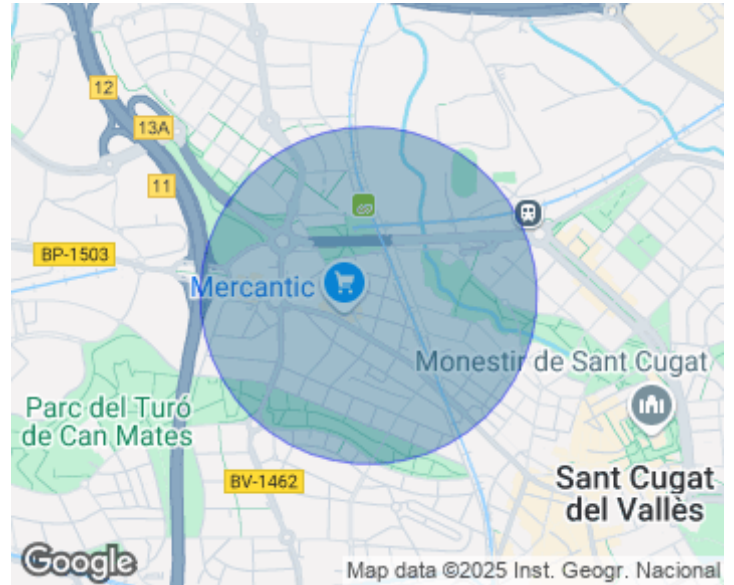 12
13A
11
BP-1503
Mercantic
Monestir de Sant Cugat
Parc del Turó
de Can Mates
BV-1462
Sant Cugat
del Vallès
Google
Map data ©2025 Inst. Geogr. Nacional